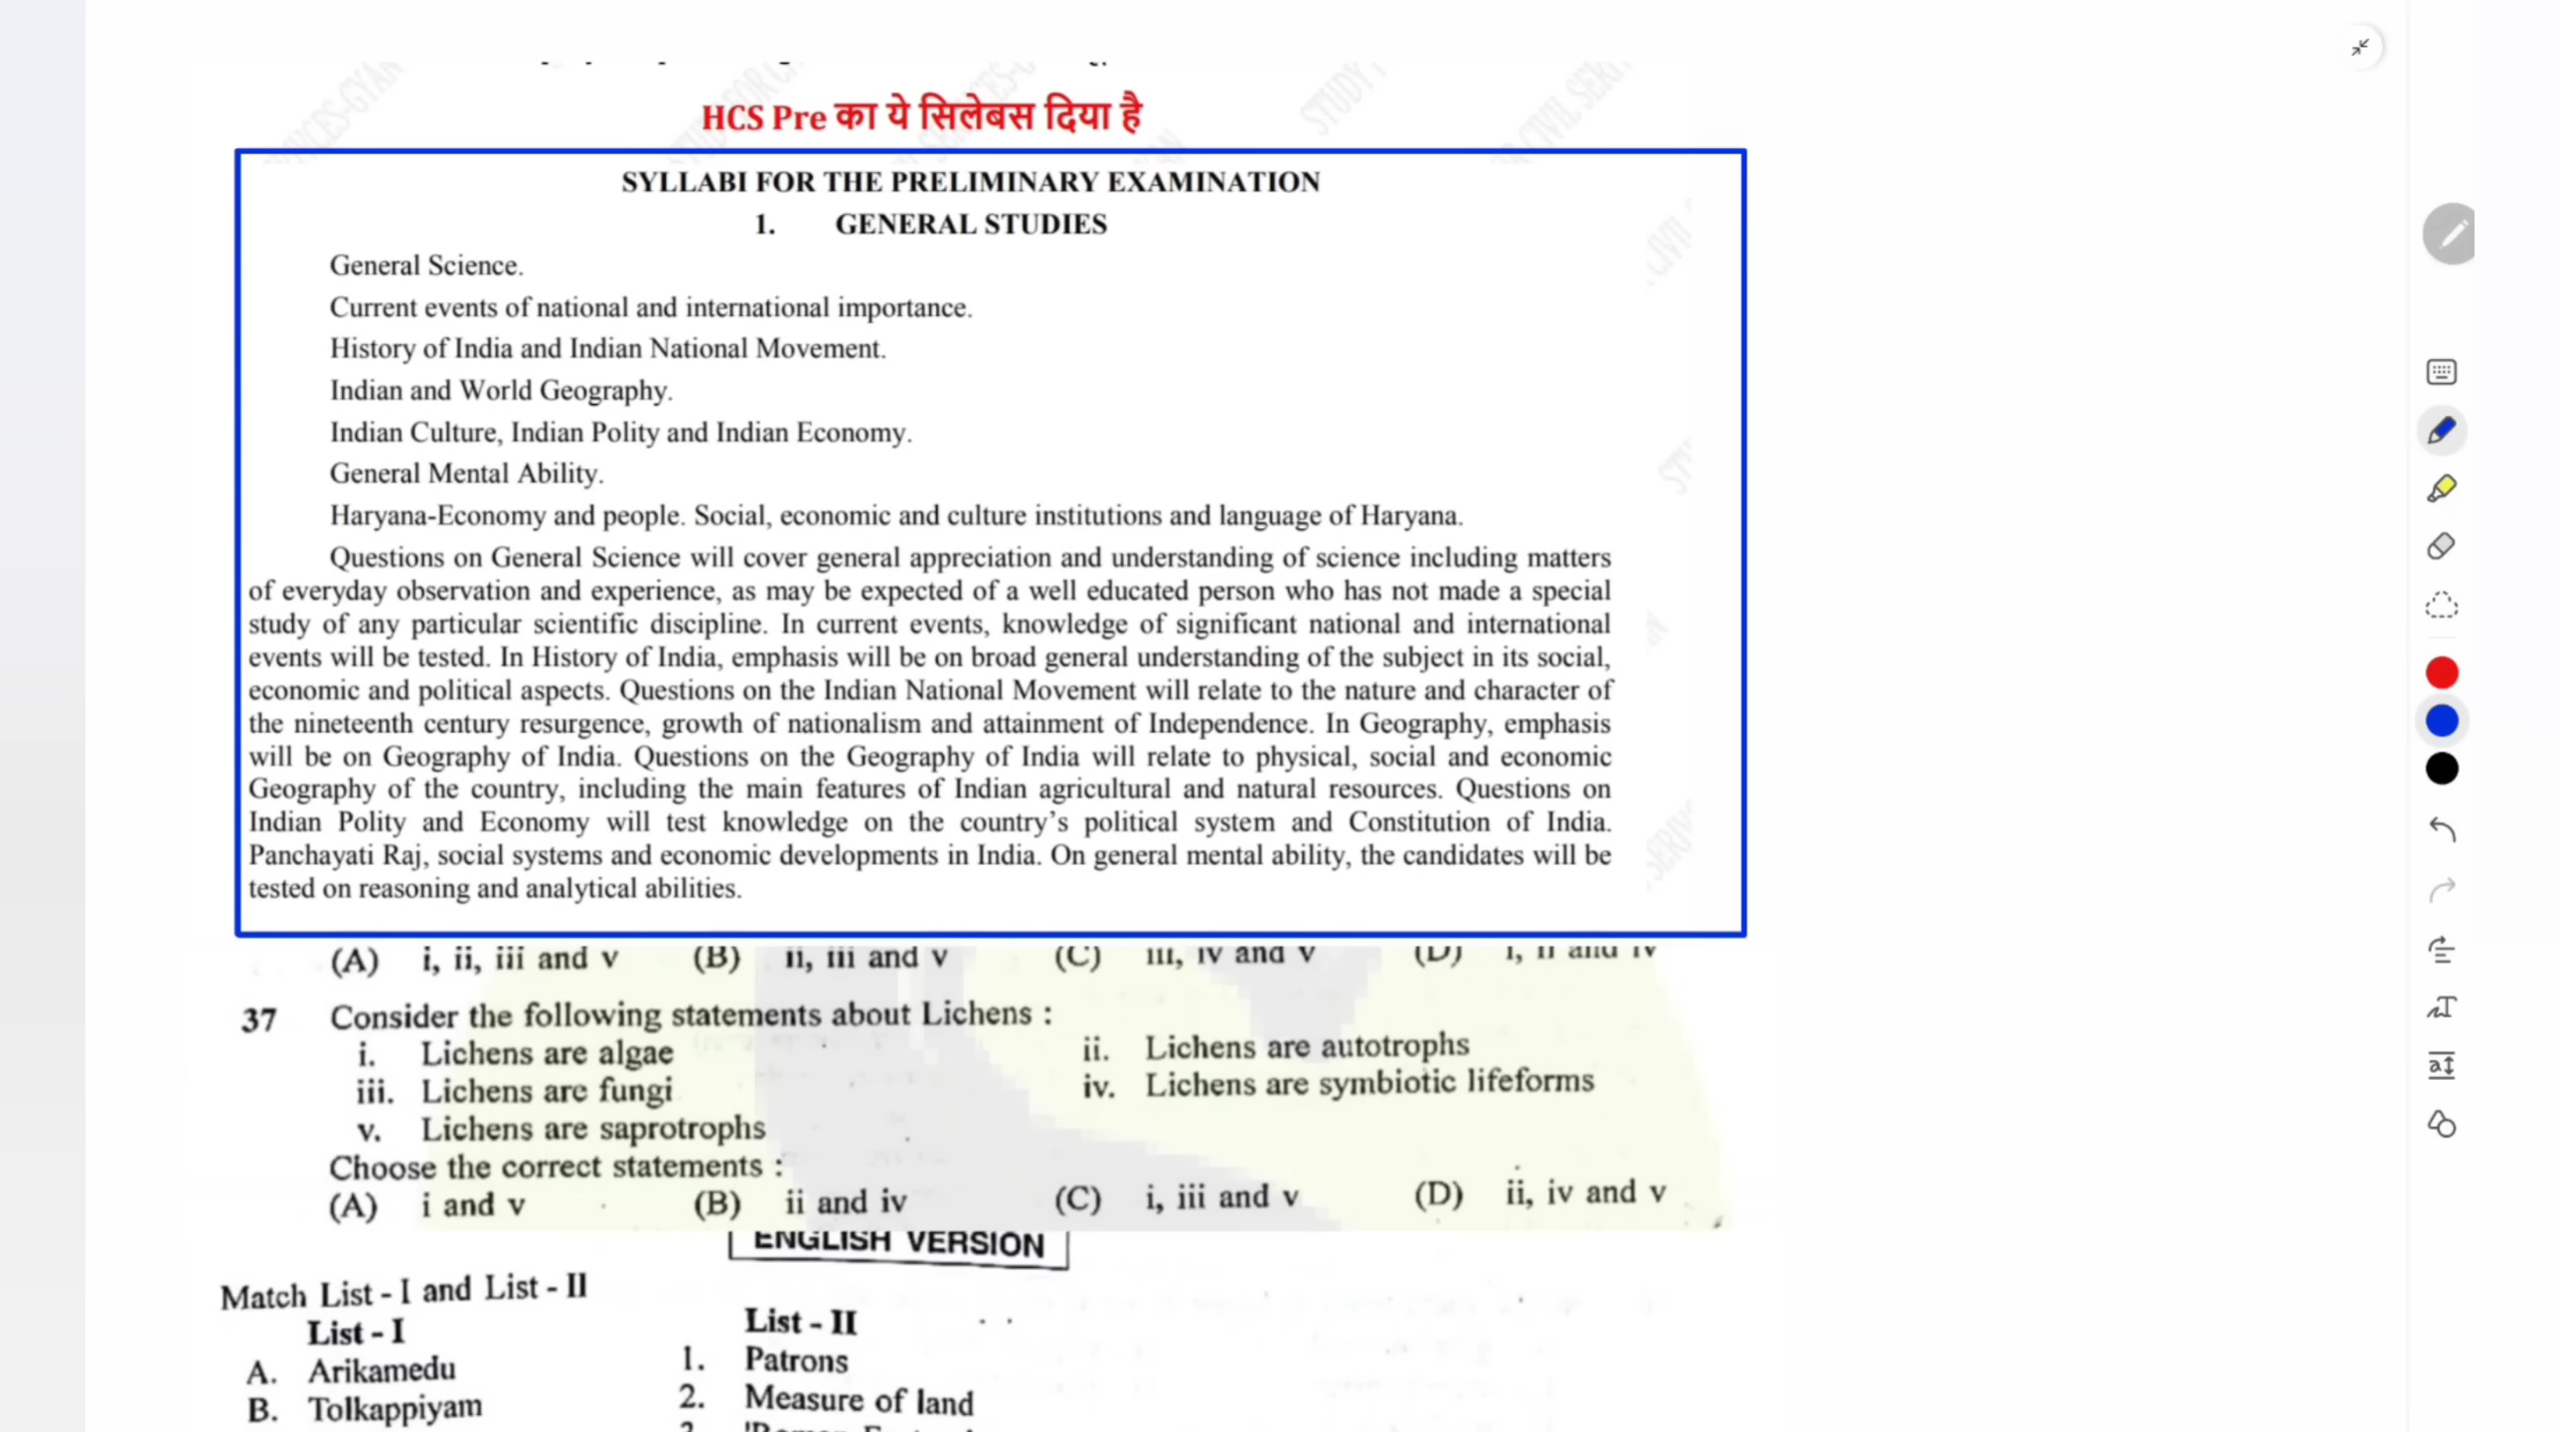 HCS Pre का ये सिलेबस दिया है
SYLLABI FOR THE PRELIMINARY EXAMINATION
1. GENERAL STUDIES
General Science.
Current events of national and international importance.
History of India and Indian National Movement.
Indian and World Geography.
Indian Culture, Indian Polity and Indian Economy.
General Mental Ability.
Haryana-Economy and people. Social, economic and culture institutions and language of Haryana.
Questions on General Science will cover general appreciation and understanding of science including matters
of everyday observation and experience, as may be expected of a well educated person who has not made a special
study of any particular scientific discipline. In current events, knowledge of significant national and international
events will be tested. In History of India, emphasis will be on broad general understanding of the subject in its social,
economic and political aspects. Questions on the Indian National Movement will relate to the nature and character of
the nineteenth century resurgence, growth of nationalism and attainment of Independence. In Geography, emphasis
will be on Geography of India. Questions on the Geography of India will relate to physical, social and economic
Geography of the country, including the main features of Indian agricultural and natural resources. Questions on
Indian Polity and Economy will test knowledge on the country's political system and Constitution of India.
Panchayati Raj, social systems and economic developments in India. On general mental ability, the candidates will be
tested on reasoning and analytical abilities.
(A) i, ii, iii and v (B) ii, iii and v (C) iii, iv and v (D) i, ii and iv
37 Consider the following statements about Lichens :
i. Lichens are algae ii. Lichens are autotrophs
iii. Lichens are fungi iv. Lichens are symbiotic lifeforms
v. Lichens are saprotrophs
Choose the correct statements :
(A) i and v (B) ii and iv (C) i, iii and v (D) ii, iv and v
ENGLISH VERSION
Match List - I and List - II
List - I List - II
A. Arikamedu 1. Patrons
B. Tolkappiyam 2. Measure of land